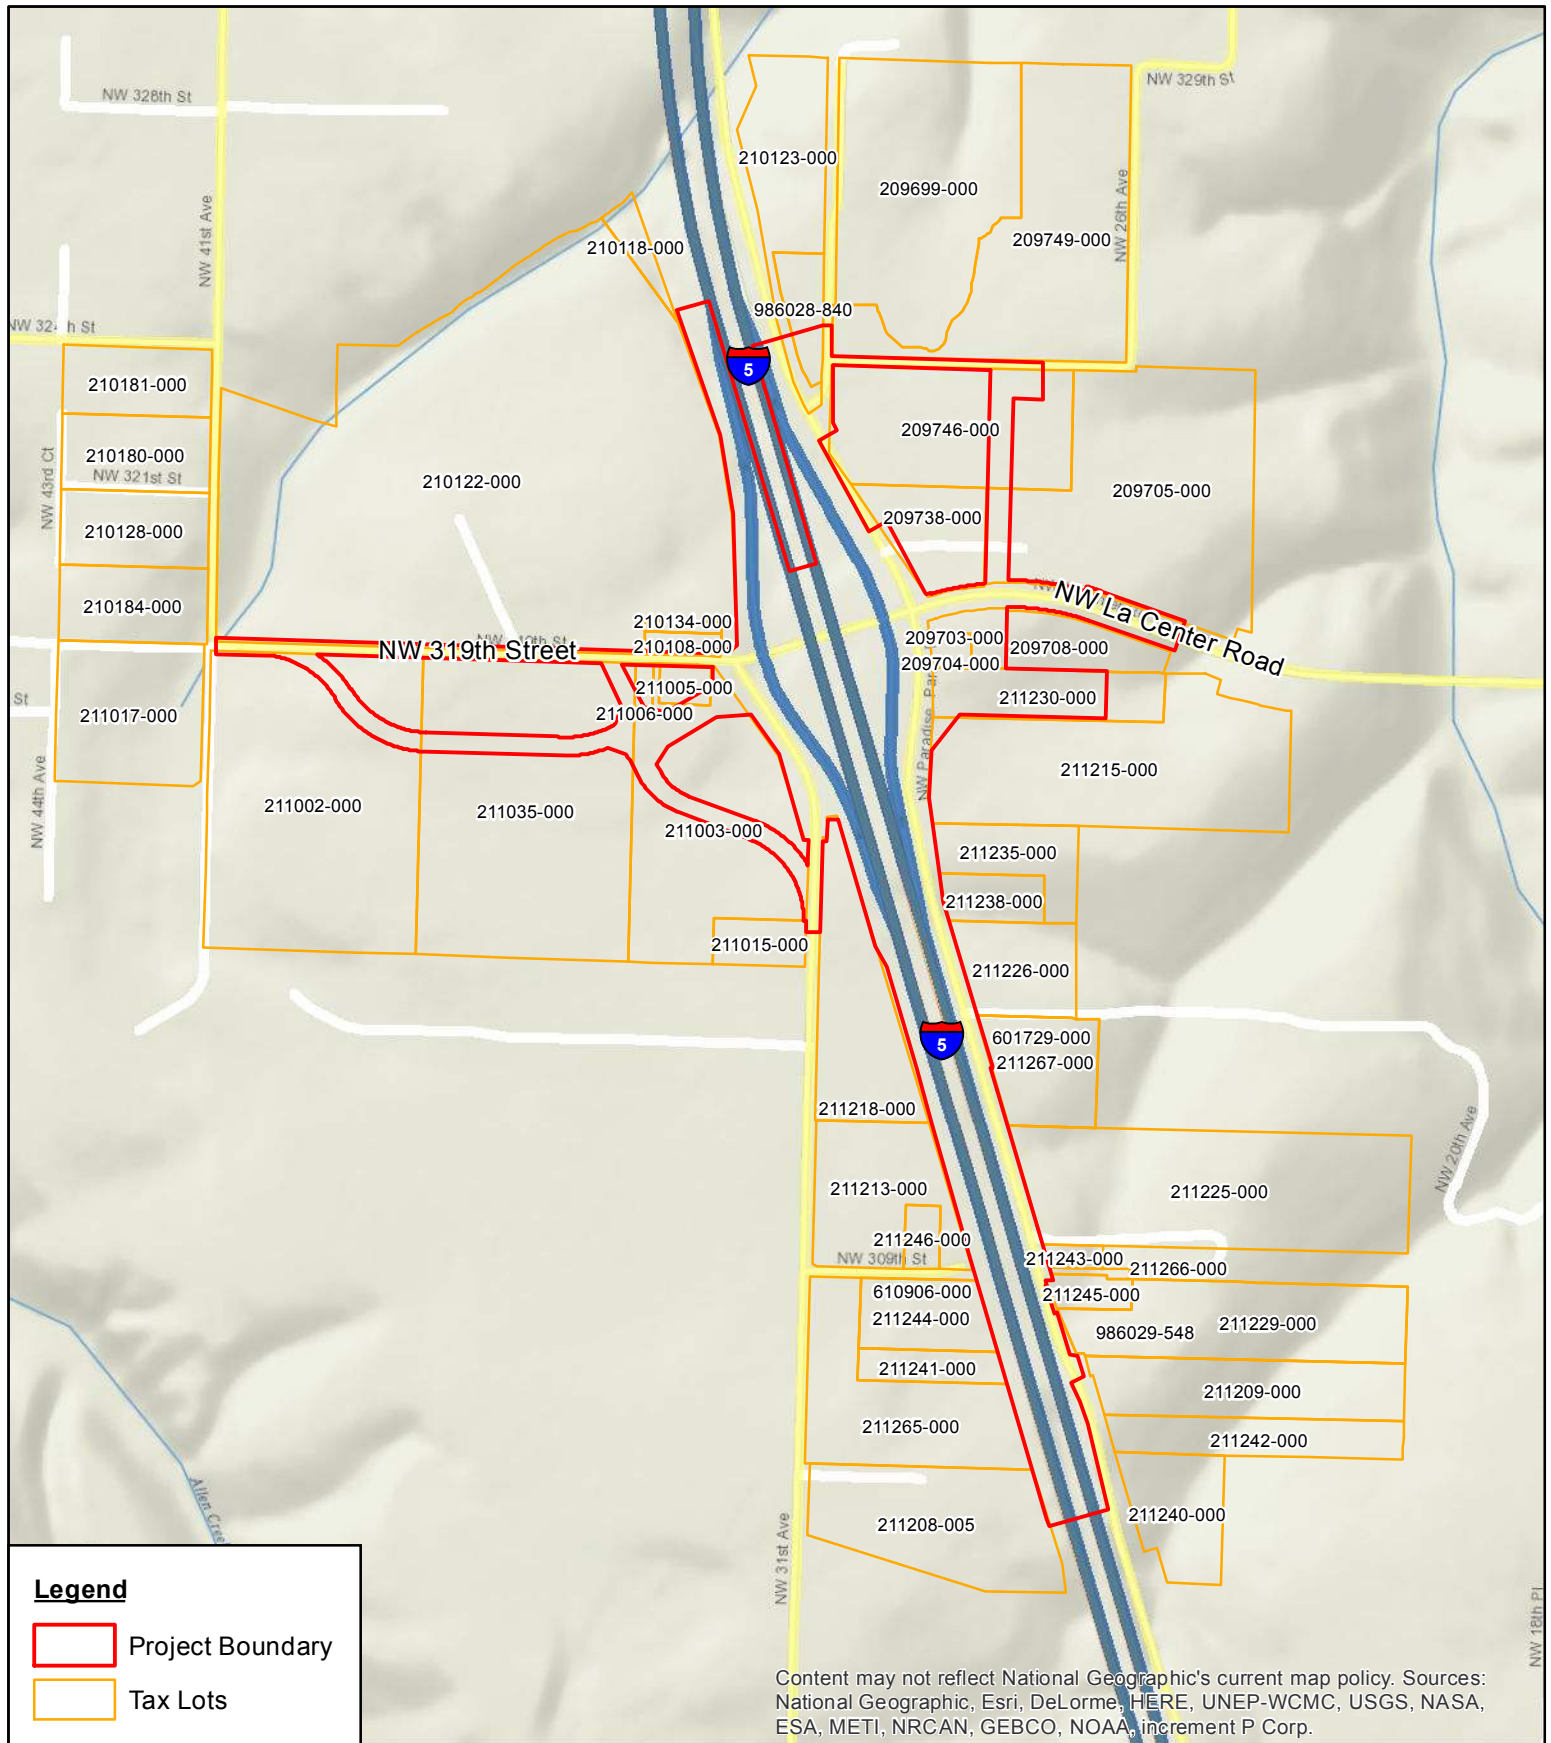 NW 329th St
NW 328th St
210123-000
209699-000
NW 41st Ave
NW 26th Ave
209749-000
210118-000
986028-840
NW 324th St
5
210181-000
209746-000
210180-000
NW 321st St
NW 43rd Ct
210122-000
209705-000
209738-000
210128-000
210184-000
NW La Center Road
210134-000
209703-000
NW 319th Street
210108-000
209708-000
209704-000
211005-000
211230-000
St
211006-000
211017-000
NW Paradise Par
211215-000
NW 44th Ave
211002-000
211035-000
211003-000
211235-000
211238-000
211015-000
211226-000
5
601729-000
211267-000
211218-000
NW 20th Ave
211213-000
211225-000
211246-000
NW 309th St
211243-000
211266-000
610906-000
211245-000
211244-000
986029-548
211229-000
211241-000
211209-000
211265-000
211242-000
Allen Cree
211240-000
211208-005
NW 31st Ave
NW 18th Pl
Legend
Project Boundary
Tax Lots
Content may not reflect National Geographic's current map policy. Sources:
National Geographic, Esri, DeLorme, HERE, UNEP-WCMC, USGS, NASA,
ESA, METI, NRCAN, GEBCO, NOAA, increment P Corp.